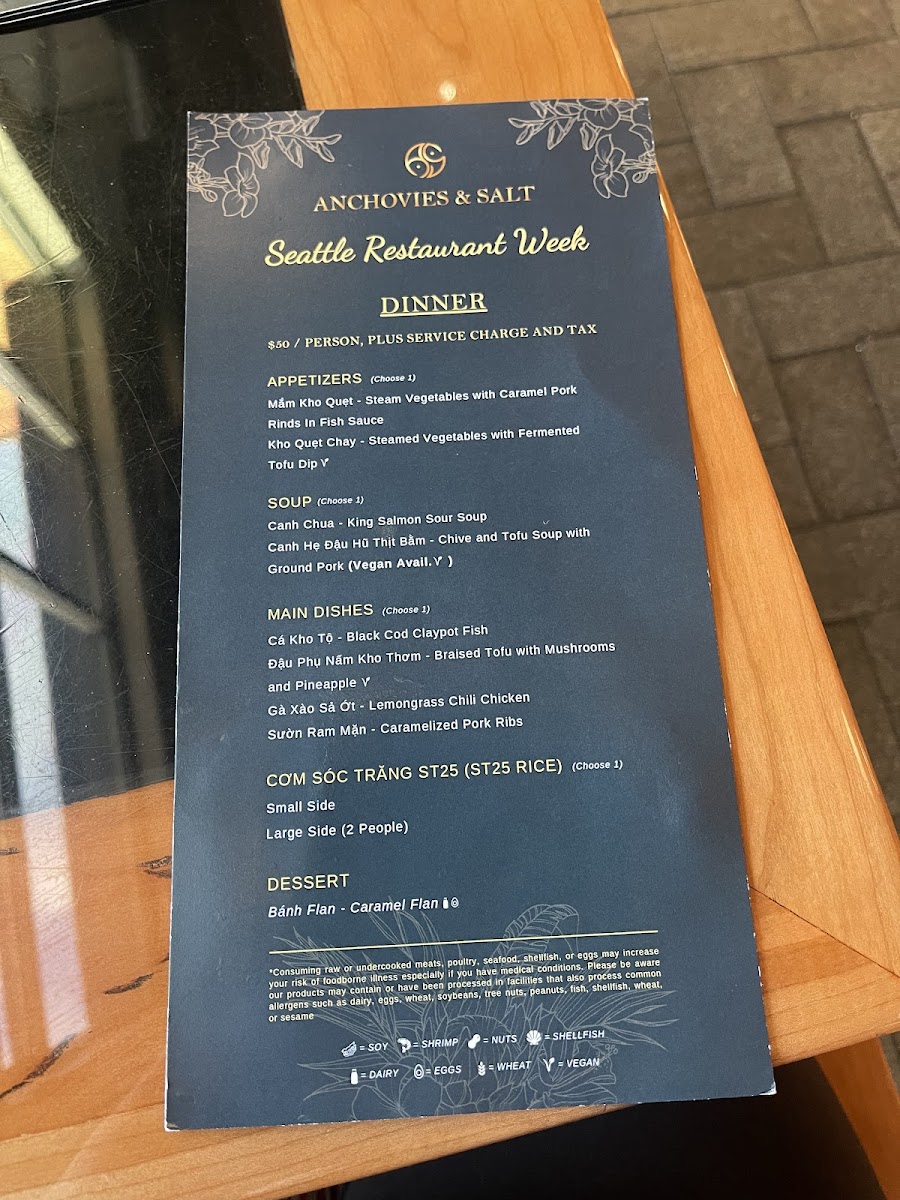 ANCHOVIES & SALT
Seattle Restaurant Week
DINNER
$50 / PERSON, PLUS SERVICE CHARGE AND TAX
APPETIZERS (Choose 1)
Mắm Kho Quẹt - Steam Vegetables with Caramel Pork
Rinds In Fish Sauce
Kho Quẹt Chay - Steamed Vegetables with Fermented
Tofu Dip
SOUP (Choose 1)
Canh Chua - King Salmon Sour Soup
Canh Hẹ Đậu Hũ Thịt Bằm - Chive and Tofu Soup with
Ground Pork (Vegan Avail. )
MAIN DISHES (Choose 1)
Cá Kho Tộ - Black Cod Claypot Fish
Đậu Phụ Nấm Kho Thơm - Braised Tofu with Mushrooms
and Pineapple
Gà Xào Sả Ớt - Lemongrass Chili Chicken
Sườn Ram Mặn - Caramelized Pork Ribs
CƠM SÓC TRĂNG ST25 (ST25 RICE) (Choose 1)
Small Side
Large Side (2 People)
DESSERT
Bánh Flan - Caramel Flan
*Consuming raw or undercooked meats, poultry, seafood, shellfish, or eggs may increase
your risk of foodborne illness especially if you have medical conditions. Please be aware
our products may contain or have been processed in facilities that also process common
allergens such as dairy, eggs, wheat, soybeans, tree nuts, peanuts, fish, shellfish, wheat,
or sesame
= SOY = SHRIMP = NUTS = SHELLFISH
= DAIRY = EGGS = WHEAT = VEGAN